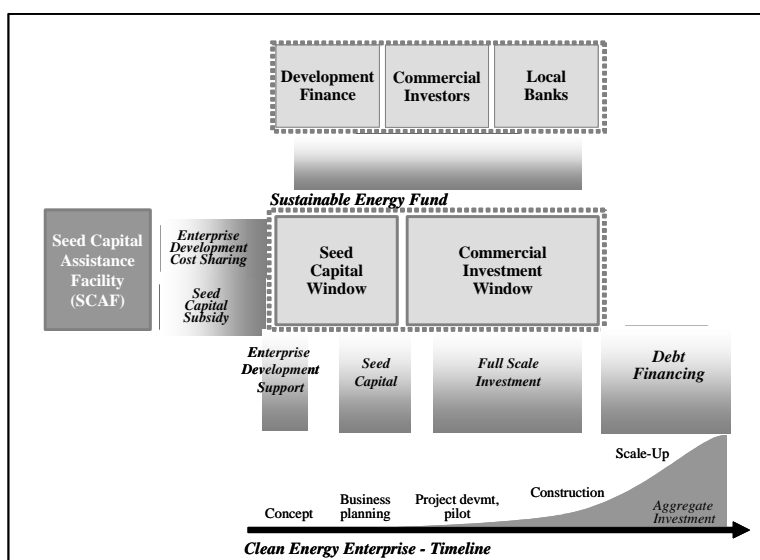 Development
Finance
Commercial
Investors
Local
Banks
Sustainable Energy Fund
Seed Capital
Assistance
Facility
(SCAF)
Enterprise
Development
Cost Sharing
Seed
Capital
Subsidy
Seed
Capital
Window
Commercial
Investment
Window
Enterprise
Development
Support
Seed
Capital
Full Scale
Investment
Debt
Financing
Scale-Up
Construction
Project devmt,
pilot
Business
planning
Concept
Aggregate
Investment
Clean Energy Enterprise - Timeline